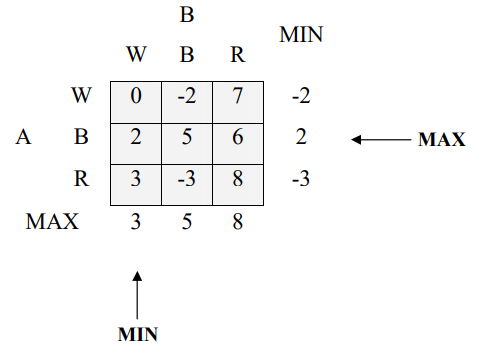 B
MIN
W B R
W 0 -2 7 -2
A B 2 5 6 2 MAX
R 3 -3 8 -3
MAX 3 5 8
MIN